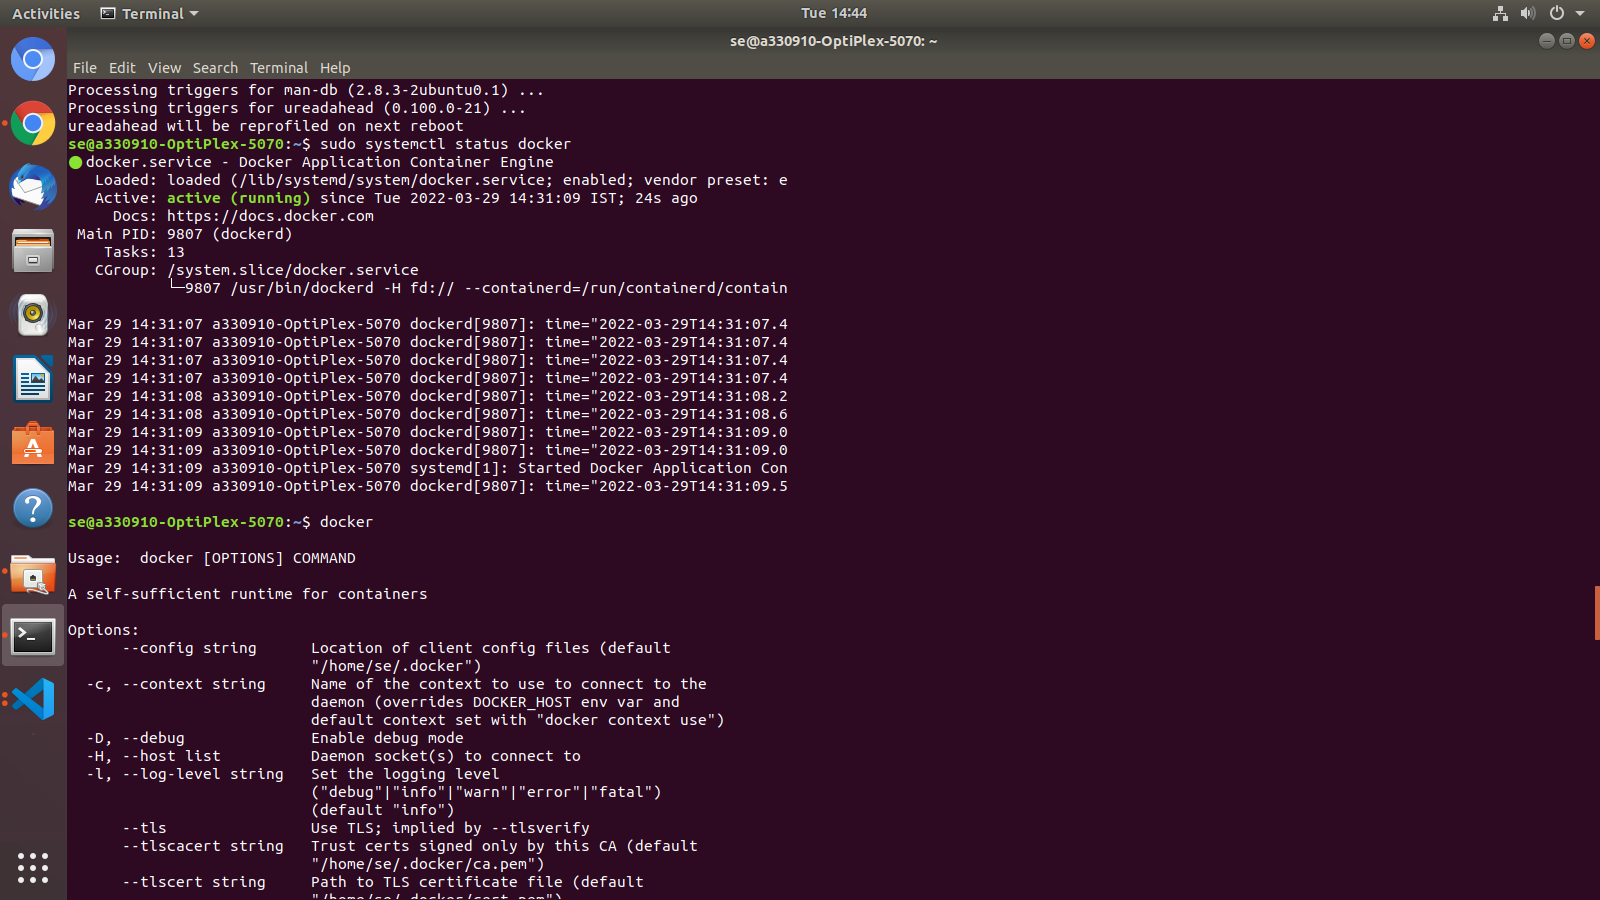 Activities Terminal Tue 14:44
se@a330910-OptiPlex-5070: ~
File Edit View Search Terminal Help
Processing triggers for man-db (2.8.3-2ubuntu0.1) ...
Processing triggers for ureadahead (0.100.0-21) ...
ureadahead will be reprofiled on next reboot
se@a330910-OptiPlex-5070:~$ sudo systemctl status docker
● docker.service - Docker Application Container Engine
   Loaded: loaded (/lib/systemd/system/docker.service; enabled; vendor preset: e
   Active: active (running) since Tue 2022-03-29 14:31:09 IST; 24s ago
     Docs: https://docs.docker.com
 Main PID: 9807 (dockerd)
    Tasks: 13
   CGroup: /system.slice/docker.service
           └─9807 /usr/bin/dockerd -H fd:// --containerd=/run/containerd/contain
Mar 29 14:31:07 a330910-OptiPlex-5070 dockerd[9807]: time="2022-03-29T14:31:07.4
Mar 29 14:31:07 a330910-OptiPlex-5070 dockerd[9807]: time="2022-03-29T14:31:07.4
Mar 29 14:31:07 a330910-OptiPlex-5070 dockerd[9807]: time="2022-03-29T14:31:07.4
Mar 29 14:31:07 a330910-OptiPlex-5070 dockerd[9807]: time="2022-03-29T14:31:07.4
Mar 29 14:31:08 a330910-OptiPlex-5070 dockerd[9807]: time="2022-03-29T14:31:08.2
Mar 29 14:31:08 a330910-OptiPlex-5070 dockerd[9807]: time="2022-03-29T14:31:08.6
Mar 29 14:31:09 a330910-OptiPlex-5070 dockerd[9807]: time="2022-03-29T14:31:09.0
Mar 29 14:31:09 a330910-OptiPlex-5070 dockerd[9807]: time="2022-03-29T14:31:09.0
Mar 29 14:31:09 a330910-OptiPlex-5070 systemd[1]: Started Docker Application Con
Mar 29 14:31:09 a330910-OptiPlex-5070 dockerd[9807]: time="2022-03-29T14:31:09.5
se@a330910-OptiPlex-5070:~$ docker
Usage:  docker [OPTIONS] COMMAND
A self-sufficient runtime for containers
Options:
      --config string      Location of client config files (default
                           "/home/se/.docker")
  -c, --context string     Name of the context to use to connect to the
                           daemon (overrides DOCKER_HOST env var and
                           default context set with "docker context use")
  -D, --debug              Enable debug mode
  -H, --host list          Daemon socket(s) to connect to
  -l, --log-level string   Set the logging level
                           ("debug"|"info"|"warn"|"error"|"fatal")
                           (default "info")
      --tls                Use TLS; implied by --tlsverify
      --tlscacert string   Trust certs signed only by this CA (default
                           "/home/se/.docker/ca.pem")
      --tlscert string     Path to TLS certificate file (default
                           "/home/se/.docker/cert.pem")